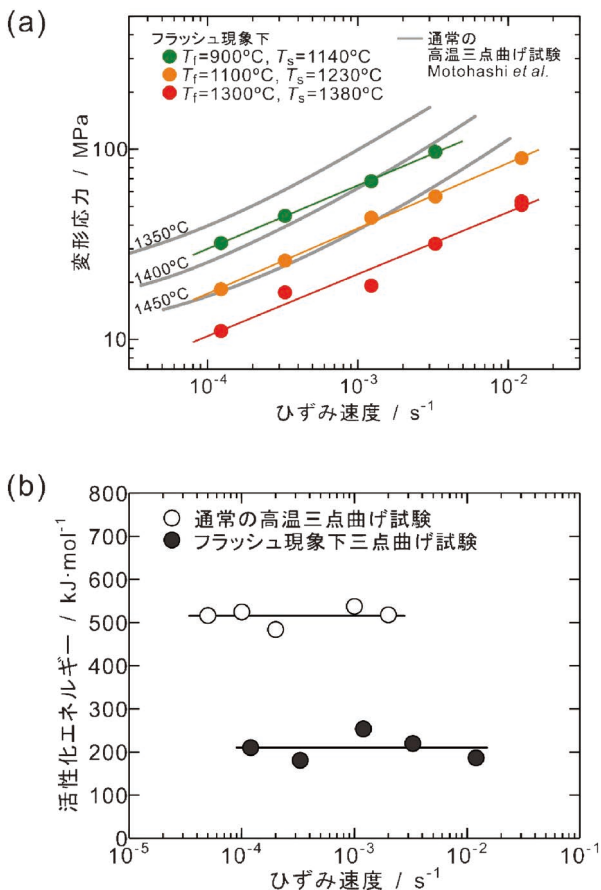 (a)
フラッシュ現象下
Tf=900°C, Ts=1140°C
Tf=1100°C, Ts=1230°C
Tf=1300°C, Ts=1380°C
通常の
高温三点曲げ試験
Motohashi et al.
変形応力 / MPa
100
10
1350°C
1400°C
1450°C
10-4
10-3
10-2
ひずみ速度 / s-1
(b)
活性化エネルギー / kJ·mol-1
800
700
600
500
400
300
200
100
0
通常の高温三点曲げ試験
フラッシュ現象下三点曲げ試験
10-5
10-4
10-3
10-2
10-1
ひずみ速度 / s-1